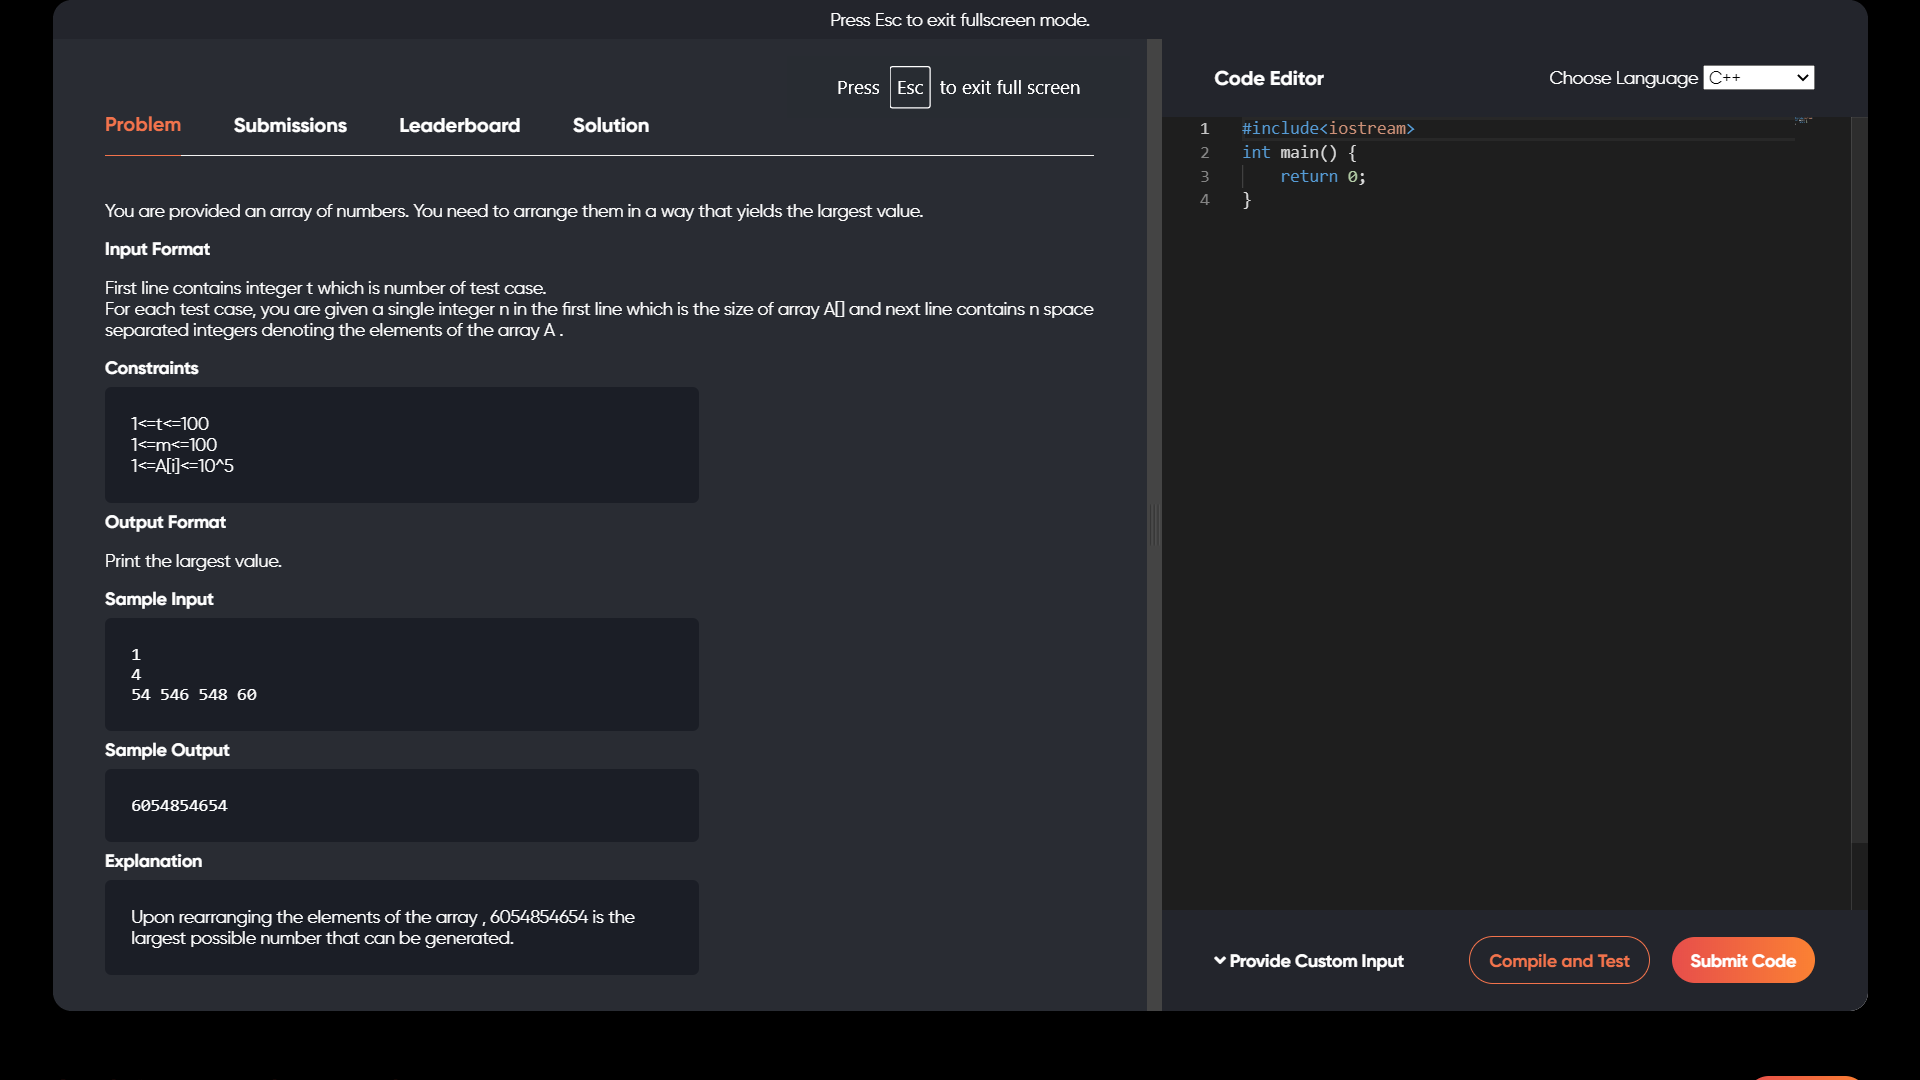 Press Esc to exit fullscreen mode.
Press Esc to exit full screen
Problem Submissions Leaderboard Solution
You are provided an array of numbers. You need to arrange them in a way that yields the largest value.
Input Format
First line contains integer t which is number of test case.
For each test case, you are given a single integer n in the first line which is the size of array A[] and next line contains n space
separated integers denoting the elements of the array A .
Constraints
1<=t<=100
1<=m<=100
1<=A[i]<=10^5
Output Format
Print the largest value.
Sample Input
1
4
54 546 548 60
Sample Output
6054854654
Explanation
Upon rearranging the elements of the array , 6054854654 is the
largest possible number that can be generated.
Code Editor
Choose Language C++
1 #include<iostream>
2 int main() {
3 return 0;
4 }
Provide Custom Input
Compile and Test
Submit Code